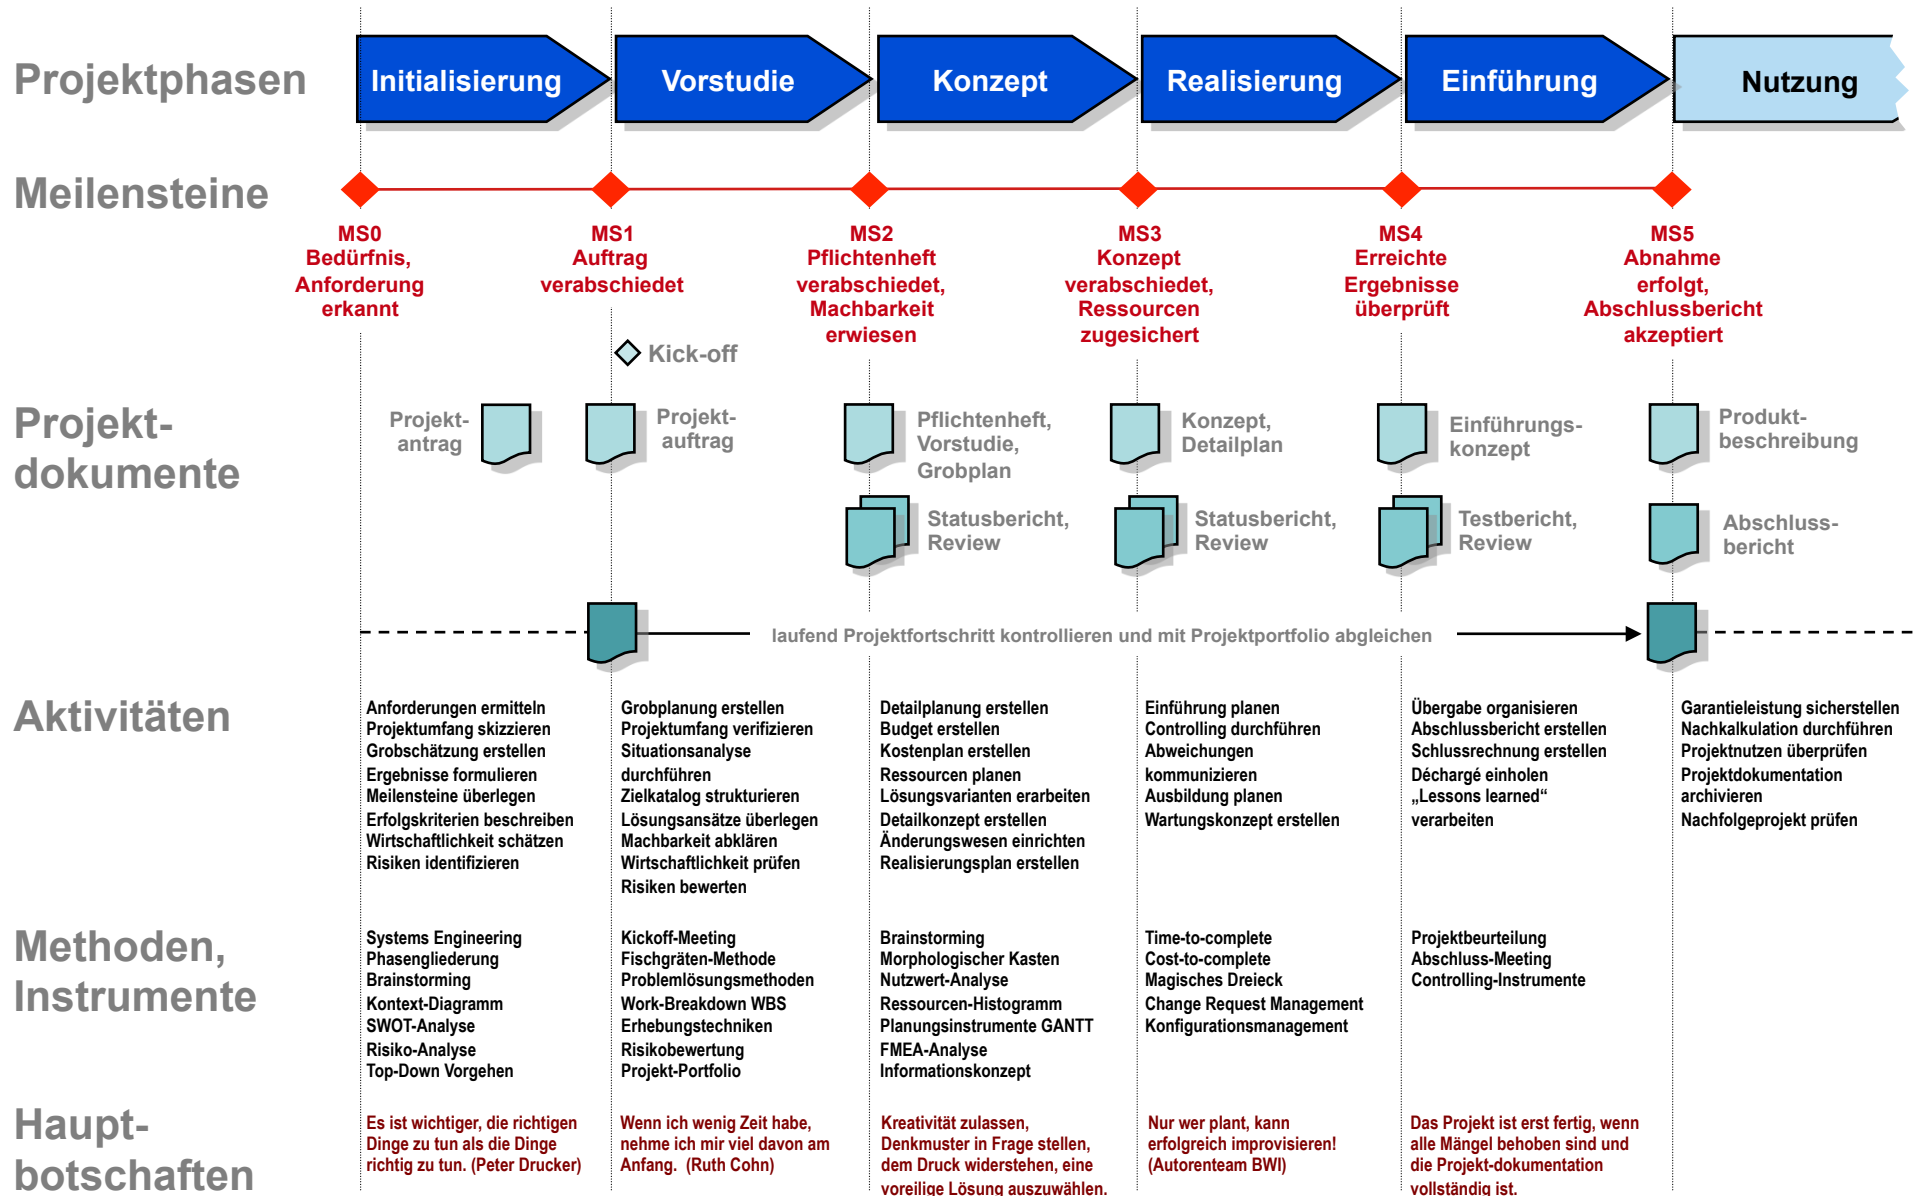 Projektphasen
Initialisierung
Vorstudie
Konzept
Realisierung
Einführung
Nutzung
Meilensteine
MS0
Bedürfnis,
Anforderung
erkannt
MS1
Auftrag
verabschiedet
MS2
Pflichtenheft
verabschiedet,
Machbarkeit
erwiesen
MS3
Konzept
verabschiedet,
Ressourcen
zugesichert
MS4
Erreichte
Ergebnisse
überprüft
MS5
Abnahme
erfolgt,
Abschlussbericht
akzeptiert
Kick-off
Projekt-
dokumente
Projekt-
antrag
Projekt-
auftrag
Pflichtenheft,
Vorstudie,
Grobplan
Konzept,
Detailplan
Einführungs-
konzept
Produkt-
beschreibung
Statusbericht,
Review
Statusbericht,
Review
Testbericht,
Review
Abschluss-
bericht
laufend Projektfortschritt kontrollieren und mit Projektportfolio abgleichen
Aktivitäten
Anforderungen ermitteln
Projektumfang skizzieren
Grobschätzung erstellen
Ergebnisse formulieren
Meilensteine überlegen
Erfolgskriterien beschreiben
Wirtschaftlichkeit schätzen
Risiken identifizieren
Grobplanung erstellen
Projektumfang verifizieren
Situationsanalyse
durchführen
Zielkatalog strukturieren
Lösungsansätze überlegen
Machbarkeit abklären
Wirtschaftlichkeit prüfen
Risiken bewerten
Detailplanung erstellen
Budget erstellen
Kostenplan erstellen
Ressourcen planen
Lösungsvarianten erarbeiten
Detailkonzept erstellen
Änderungswesen einrichten
Realisierungsplan erstellen
Einführung planen
Controlling durchführen
Abweichungen
kommunizieren
Ausbildung planen
Wartungskonzept erstellen
Übergabe organisieren
Abschlussbericht erstellen
Schlussrechnung erstellen
Déchargé einholen
„Lessons learned“
verarbeiten
Garantieleistung sicherstellen
Nachkalkulation durchführen
Projektnutzen überprüfen
Projektdokumentation
archivieren
Nachfolgeprojekt prüfen
Methoden,
Instrumente
Systems Engineering
Phasengliederung
Brainstorming
Kontext-Diagramm
SWOT-Analyse
Risiko-Analyse
Top-Down Vorgehen
Kickoff-Meeting
Fischgräten-Methode
Problemlösungsmethoden
Work-Breakdown WBS
Erhebungstechniken
Risikobewertung
Projekt-Portfolio
Brainstorming
Morphologischer Kasten
Nutzwert-Analyse
Ressourcen-Histogramm
Planungsinstrumente GANTT
FMEA-Analyse
Informationskonzept
Time-to-complete
Cost-to-complete
Magisches Dreieck
Change Request Management
Konfigurationsmanagement
Projektbeurteilung
Abschluss-Meeting
Controlling-Instrumente
Haupt-
botschaften
Es ist wichtiger, die richtigen
Dinge zu tun als die Dinge
richtig zu tun. (Peter Drucker)
Wenn ich wenig Zeit habe,
nehme ich mir viel davon am
Anfang. (Ruth Cohn)
Kreativität zulassen,
Denkmuster in Frage stellen,
dem Druck widerstehen, eine
voreilige Lösung auszuwählen.
Nur wer plant, kann
erfolgreich improvisieren!
(Autorenteam BWI)
Das Projekt ist erst fertig, wenn
alle Mängel behoben sind und
die Projekt-dokumentation
vollständig ist.